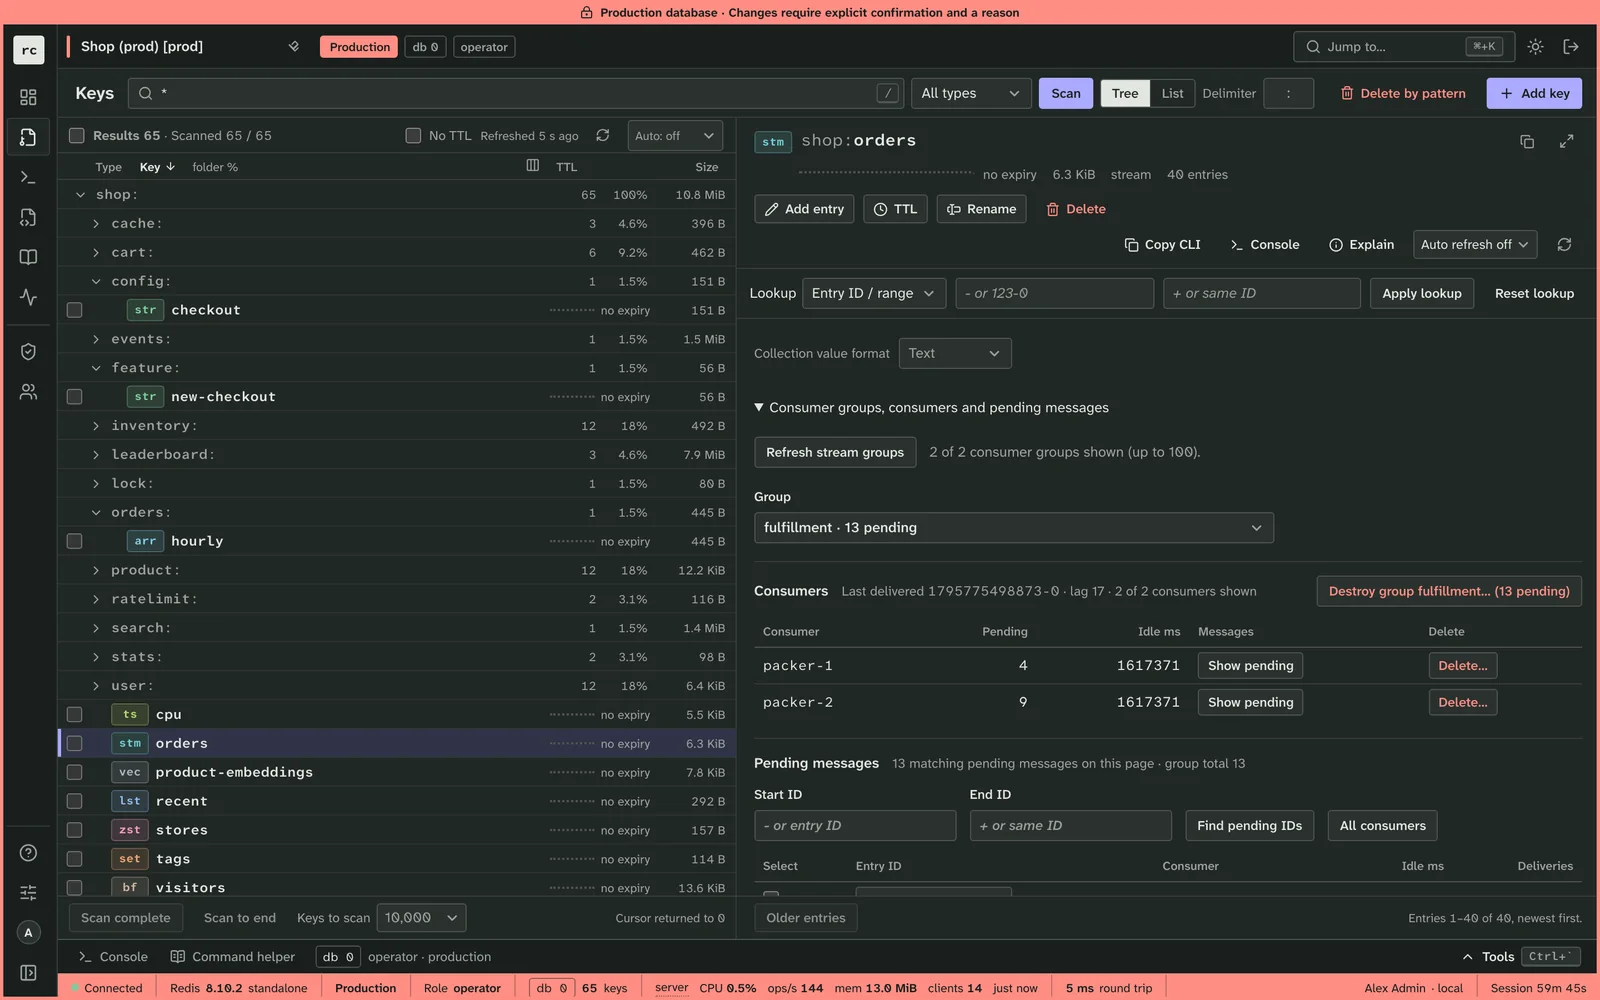 Production database · Changes require explicit confirmation and a reason
rc
Shop (prod) [prod]
Production
db 0
operator
Jump to...
⌘+K
Keys
*
/
All types
Scan
Tree
List
Delimiter
:
Delete by pattern
Add key
Results 65 · Scanned 65 / 65
No TTL
Refreshed 5 s ago
Auto: off
Type Key ↓ folder % TTL Size
shop: 65 100% 10.8 MiB
cache: 3 4.6% 396 B
cart: 6 9.2% 462 B
config: 1 1.5% 151 B
str checkout no expiry 151 B
events: 1 1.5% 1.5 MiB
feature: 1 1.5% 56 B
str new-checkout no expiry 56 B
inventory: 12 18% 492 B
leaderboard: 3 4.6% 7.9 MiB
lock: 1 1.5% 80 B
orders: 1 1.5% 445 B
arr hourly no expiry 445 B
product: 12 18% 12.2 KiB
ratelimit: 2 3.1% 116 B
search: 1 1.5% 1.4 MiB
stats: 2 3.1% 98 B
user: 12 18% 6.4 KiB
ts cpu no expiry 5.5 KiB
stm orders no expiry 6.3 KiB
vec product-embeddings no expiry 7.8 KiB
lst recent no expiry 292 B
zst stores no expiry 157 B
set tags no expiry 114 B
bf visitors no expiry 13.6 KiB
Scan complete
Scan to end
Keys to scan
10,000
Cursor returned to 0
stm shop:orders
no expiry 6.3 KiB stream 40 entries
Add entry
TTL
Rename
Delete
Copy CLI
Console
Explain
Auto refresh off
Lookup
Entry ID / range
- or 123-0
+ or same ID
Apply lookup
Reset lookup
Collection value format
Text
▼ Consumer groups, consumers and pending messages
Refresh stream groups
2 of 2 consumer groups shown (up to 100).
Group
fulfillment · 13 pending
Consumers Last delivered 1795775498873-0 · lag 17 · 2 of 2 consumers shown
Destroy group fulfillment... (13 pending)
Consumer Pending Idle ms Messages Delete
packer-1 4 1617371 Show pending Delete...
packer-2 9 1617371 Show pending Delete...
Pending messages 13 matching pending messages on this page · group total 13
Start ID
End ID
- or entry ID
+ or same ID
Find pending IDs
All consumers
Select Entry ID Consumer Idle ms Deliveries
Older entries
Entries 1–40 of 40, newest first.
Console
Command helper
db 0
operator · production
Tools
Ctrl+`
A
Connected
Redis 8.10.2 standalone
Production
Role operator
db 0 65 keys
server CPU 0.5% ops/s 144 mem 13.0 MiB clients 14 just now
5 ms round trip
Alex Admin · local
Session 59m 45s